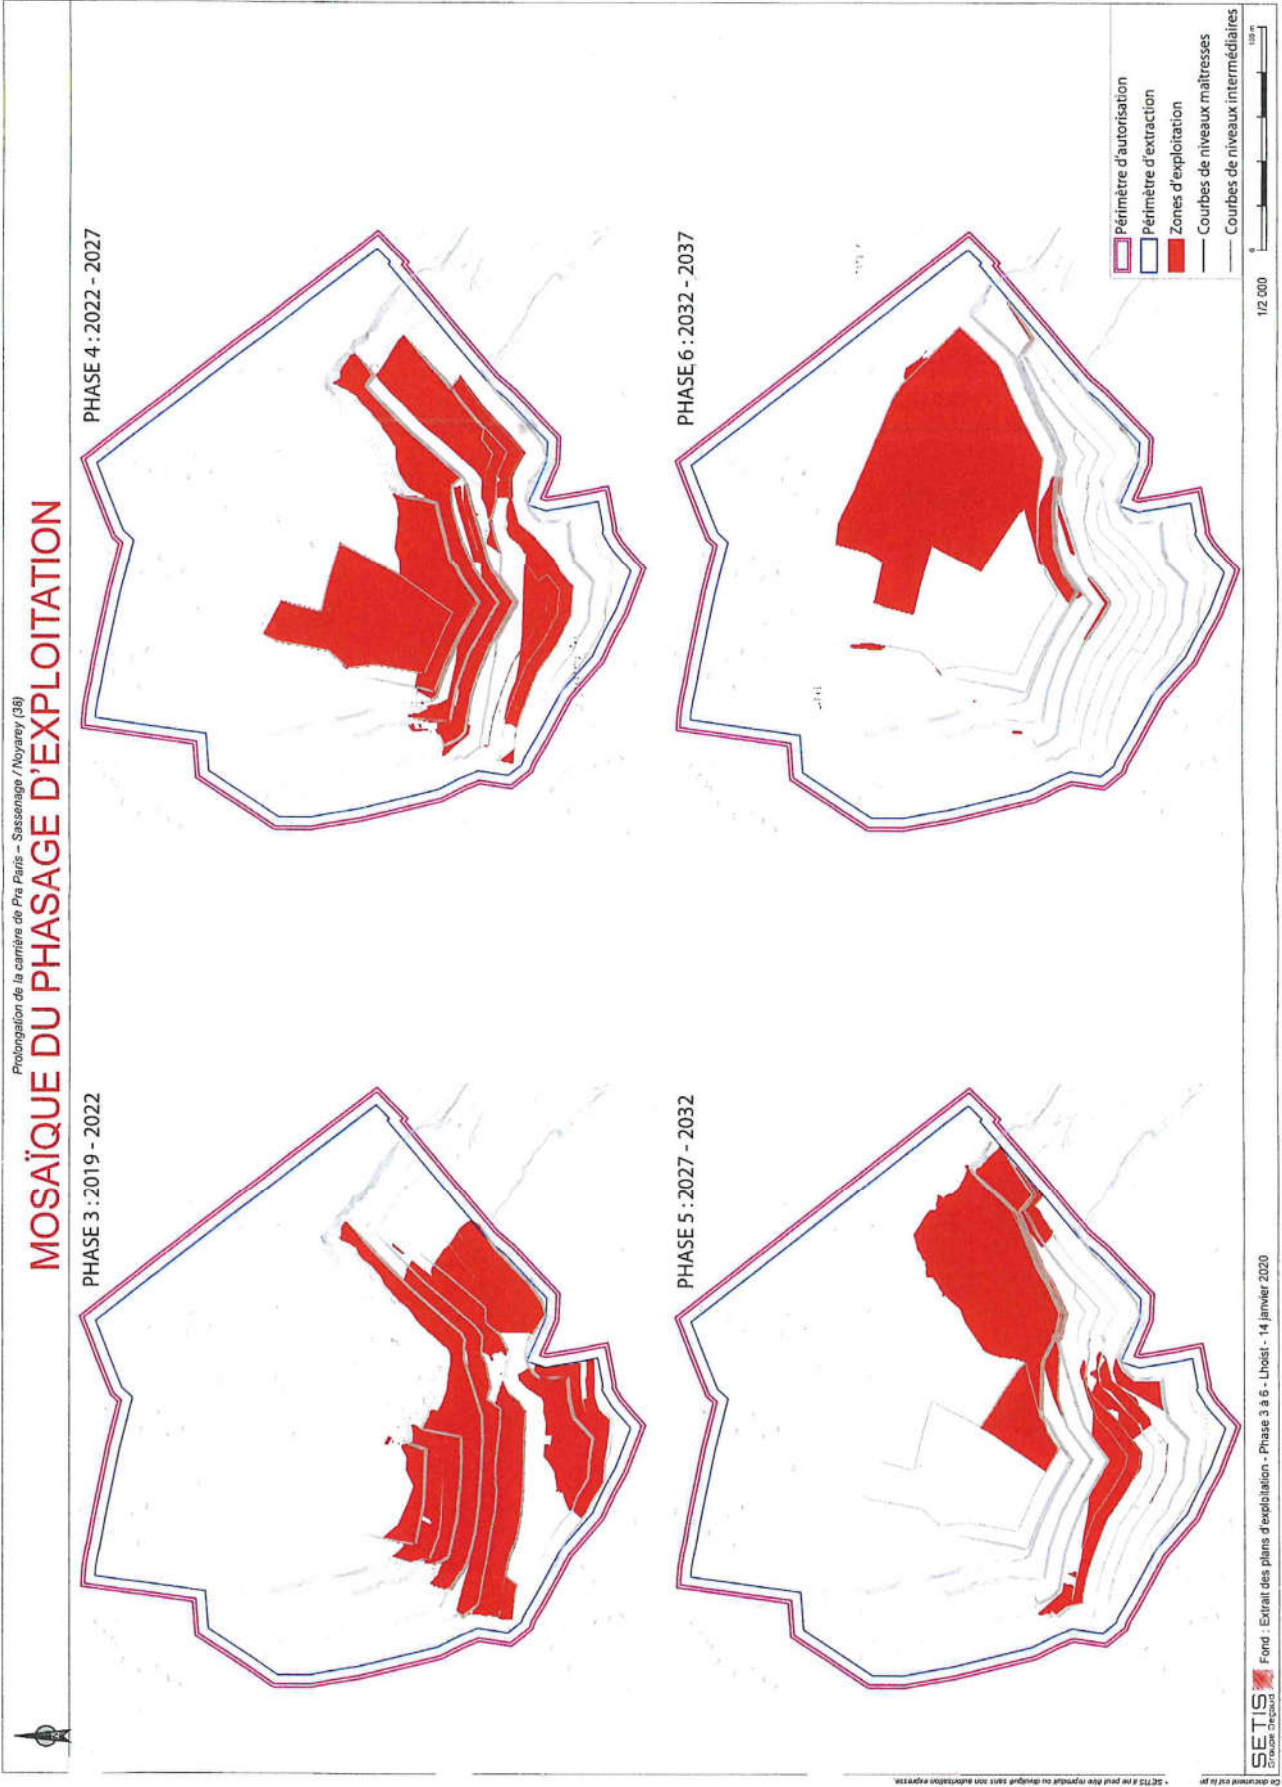 Prolongation de la carrière de Pra Paris – Sassenage / Noyarey (38)
MOSAÏQUE DU PHASAGE D'EXPLOITATION
PHASE 3 : 2019 - 2022
PHASE 4 : 2022 - 2027
PHASE 5 : 2027 - 2032
PHASE 6 : 2032 - 2037
Périmètre d'autorisation
Périmètre d'extraction
Zones d'exploitation
Courbes de niveaux maîtresses
Courbes de niveaux intermédiaires
SETIS
Groupe Degaud
Fond : Extrait des plans d'exploitation - Phase 3 à 6 - Lhoist - 14 janvier 2020
1/2 000
0
100 m
SETIS il ne peut être reproduit ou divulgué sans son autorisation expresse.